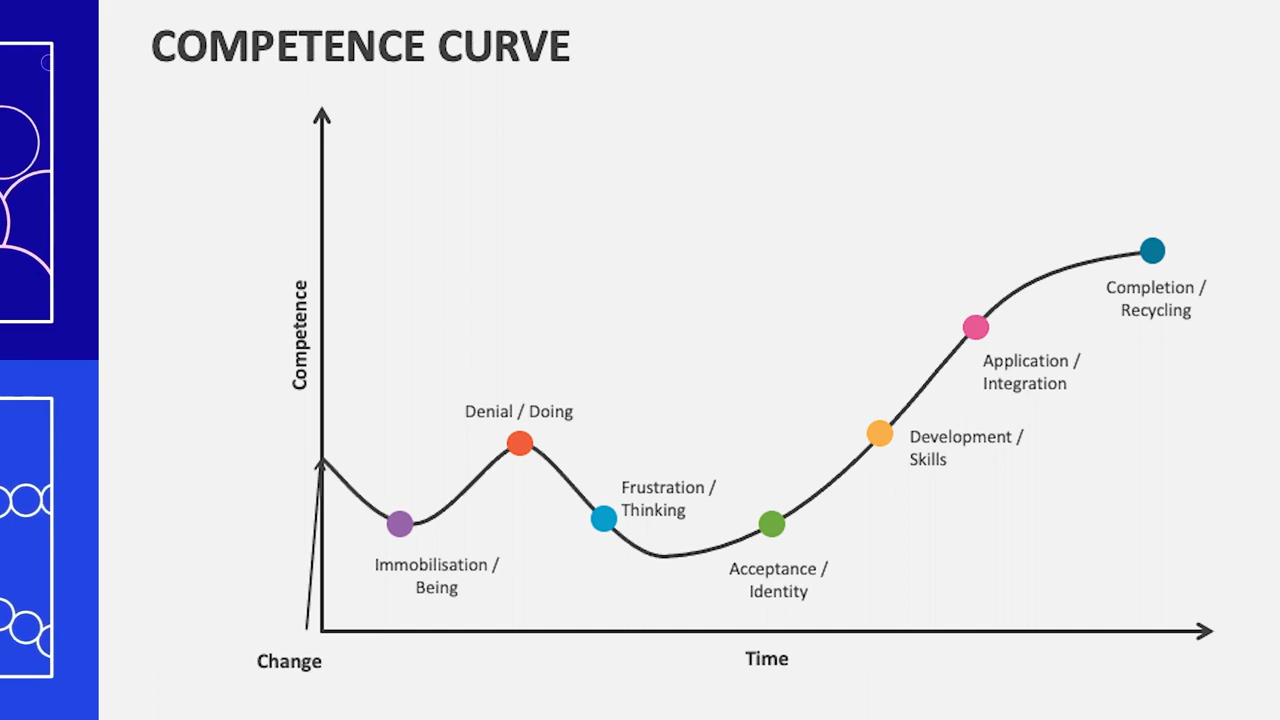 COMPETENCE CURVE
Competence
Denial / Doing
Immobilisation /
Being
Frustration /
Thinking
Acceptance /
Identity
Development /
Skills
Application /
Integration
Completion /
Recycling
Change
Time